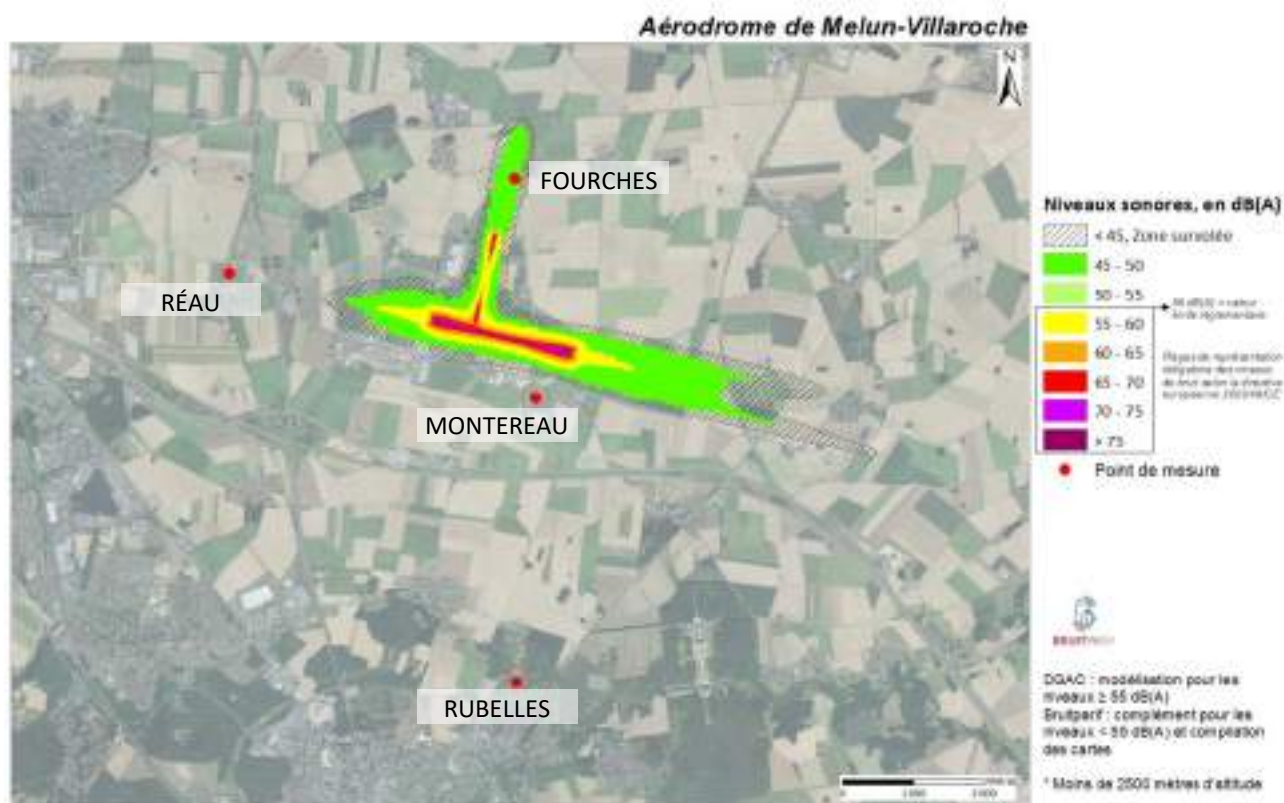 Aérodrome de Melun-Villaroche
N
FOURCHES
RÉAU
MONTEREAU
RUBELLES
Niveaux sonores, en dB(A)
< 45, Zone survolée
45 - 50
50 - 55
55 - 60
60 - 65
65 - 70
70 - 75
> 75
Point de mesure
BRUITPARIF
DGAC : modélisation pour les
niveaux ≥ 55 dB(A)
Bruitparif : complément pour les
niveaux < 55 dB(A) et compilation
des cartes
* Moins de 2500 mètres d'altitude
0